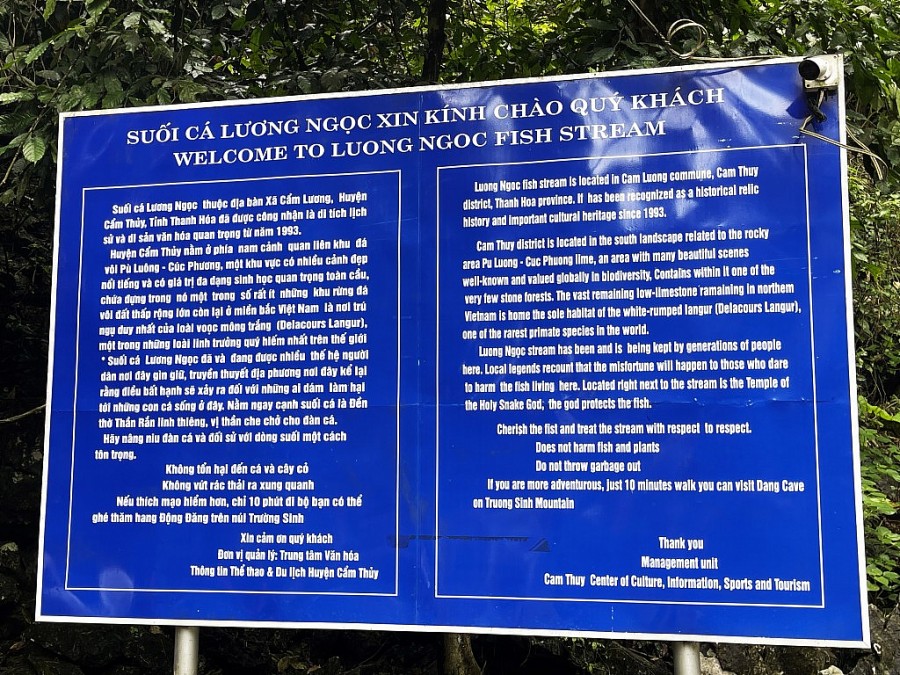 SUỐI CÁ LƯƠNG NGỌC XIN KÍNH CHÀO QUÝ KHÁCH
WELCOME TO LUONG NGOC FISH STREAM
Suối cá Lương Ngọc thuộc địa bàn Xã Cẩm Lương, Huyện
Cẩm Thủy, Tỉnh Thanh Hóa đã được công nhận là di tích lịch
sử và di sản văn hóa quan trọng từ năm 1993.
Huyện Cẩm Thủy nằm ở phía nam cảnh quan liên khu đá
vôi Pù Luông - Cúc Phương, một khu vực có nhiều cảnh đẹp
nổi tiếng và có giá trị đa dạng sinh học quan trọng toàn cầu,
chứa đựng trong nó một trong số rất ít những khu rừng đá
vôi đất thấp rộng lớn còn lại ở miền bắc Việt Nam là nơi trú
ngụ duy nhất của loài voọc mông trắng (Delacours Langur),
một trong những loài linh trưởng quý hiếm nhất trên thế giới
* Suối cá Lương Ngọc đã và đang được nhiều thế hệ người
dân nơi đây gìn giữ, truyền thuyết địa phương nơi đây kể lại
rằng điều bất hạnh sẽ xảy ra đối với những ai dám làm hại
tới những con cá sống ở đây. Nằm ngay cạnh suối cá là Đền
thờ Thần Rắn linh thiêng, vị thần che chở cho đàn cá.
Hãy nâng niu đàn cá và đối sử với dòng suối một cách
tôn trọng.
Không tổn hại đến cá và cây cỏ
Không vứt rác thải ra xung quanh
Nếu thích mạo hiểm hơn, chỉ 10 phút đi bộ bạn có thể
ghé thăm hang Động Đăng trên núi Trường Sinh
Xin cảm ơn quý khách
Đơn vị quản lý: Trung tâm Văn hóa
Thông tin Thể thao & Du lịch Huyện Cẩm Thủy
Luong Ngoc fish stream is located in Cam Luong commune, Cam Thuy
district, Thanh Hoa province. If has been recognized as a historical relic
history and important cultural heritage since 1993.
Cam Thuy district is located in the south landscape related to the rocky
area Pu Luong - Cuc Phuong lime, an area with many beautiful scenes
well-known and valued globally in biodiversity, Contains within it one of the
very few stone forests. The vast remaining low-limestone ramaining in northern
Vietnam is home the sole habitat of the white-rumped langur (Delacours Langur),
one of the rarest primate species in the world.
Luong Ngoc stream has been and is being kept by generations of people
here. Local legends recount that the misfortune will happen to those who dare
to harm the fish living here. Located right next to the stream is the Temple of
the Holy Snake God, the god protects the fish.
Cherish the fist and treat the stream with respect to respect.
Does not harm fish and plants
Do not throw garbage out
If you are more adventurous, just 10 minutes walk you can visit Dang Cave
on Truong Sinh Mountain
Thank you
Management unit
Cam Thuy Center of Culture, Information, Sports and Tourism